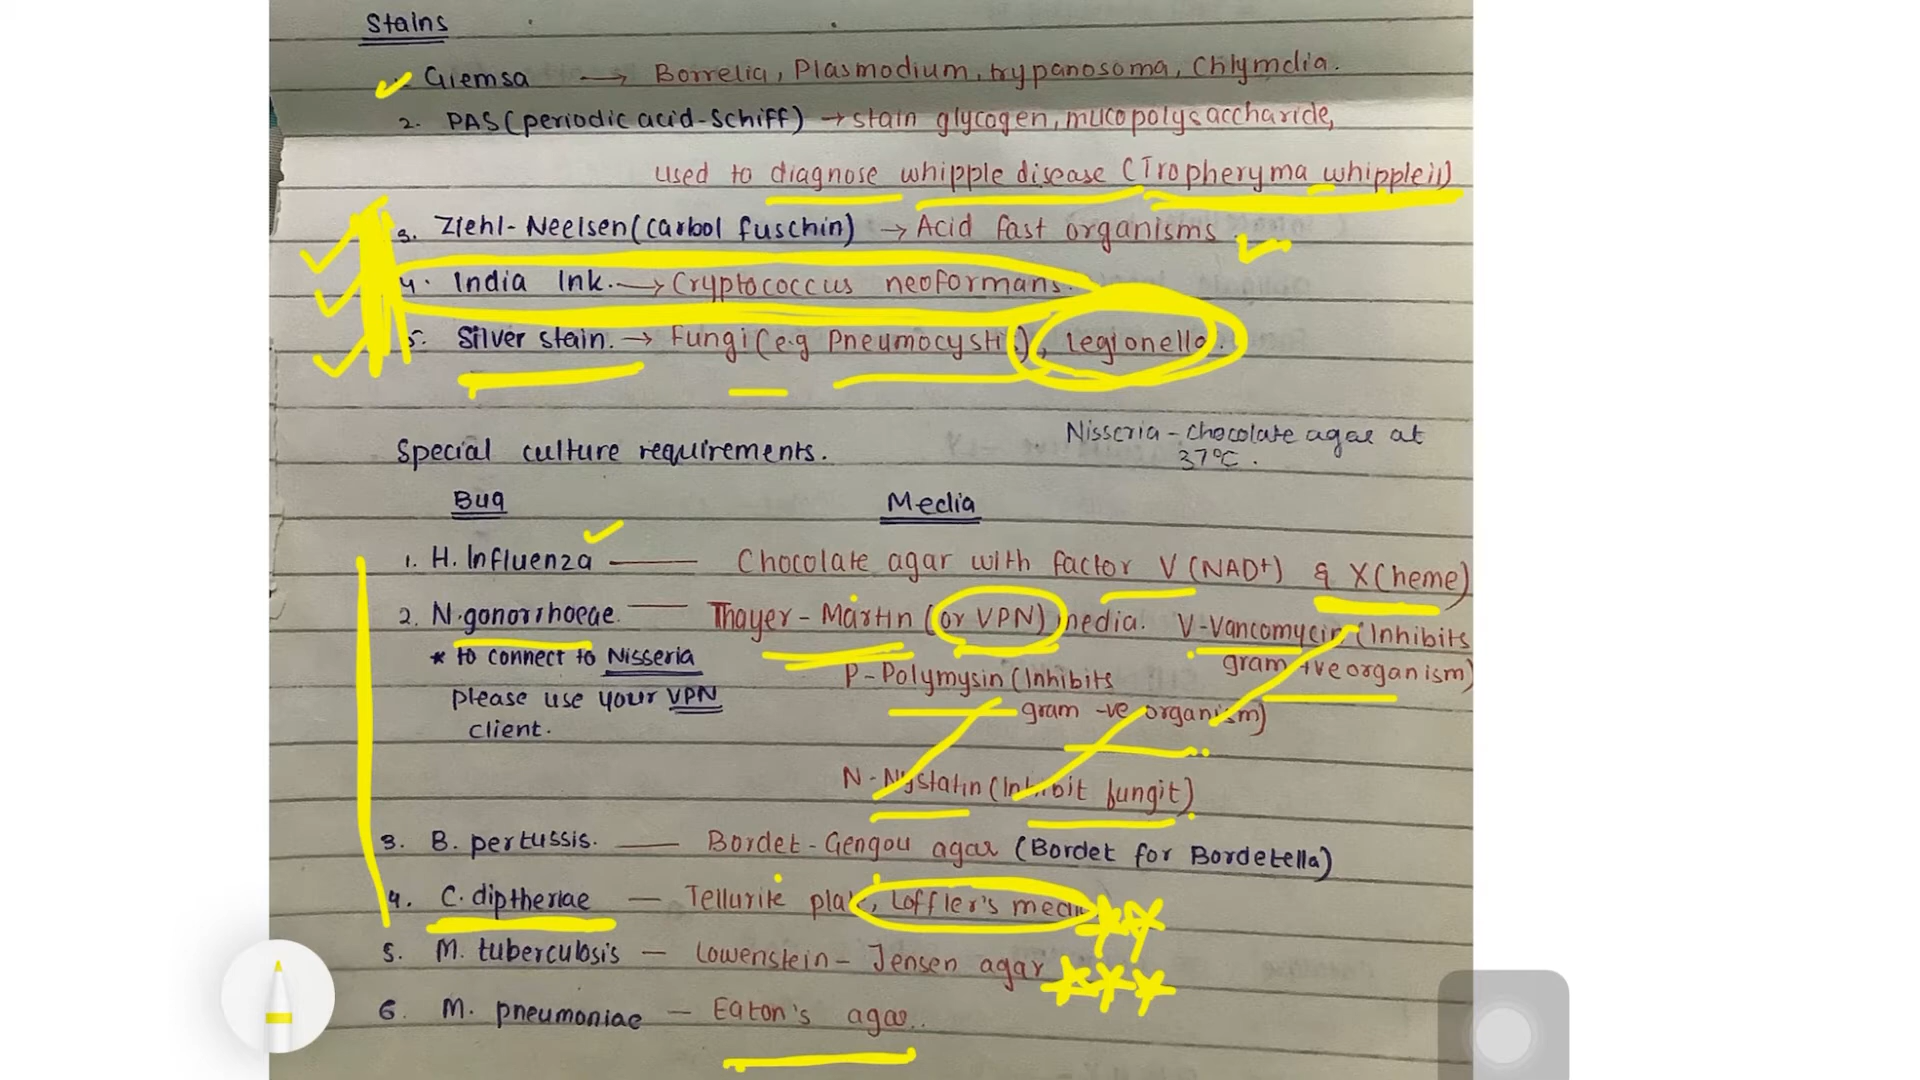 Stains
Giemsa → Borrelia, Plasmodium, trypanosoma, Chlymdia.
2. PAS(periodic acid-Schiff) → stain glycogen, mucopolysaccharide,
used to diagnose whipple disease (Tropheryma whipplei)
3. Ziehl-Neelsen(carbol fuschin) → Acid fast organisms
4. India Ink. → Cryptococcus neoformans.
5. Silver stain. → Fungi(e.g Pneumocysti), Legionella.
Nisseria - chocolate agar at
37°C.
Special culture requirements.
Bug Media
1. H. Influenza — Chocolate agar with factor V (NAD+) & X(heme)
2. N. gonorrhoeae. — Thayer-Martin (or VPN) media. V-Vancomycin (Inhibits
gram +ve organism)
* to connect to Nisseria
P-Polymysin (Inhibits
please use your VPN
gram -ve organism)
client.
N-Nystatin (Inhibit fungit)
3. B. pertussis. — Bordet-Gengou agar (Bordet for Bordetella)
4. C. diptheriae — Tellurite plat, Loffler's medi
5. M. tuberculosis — Lowenstein-Jensen agar
6. M. pneumoniae — Eaton's agar.